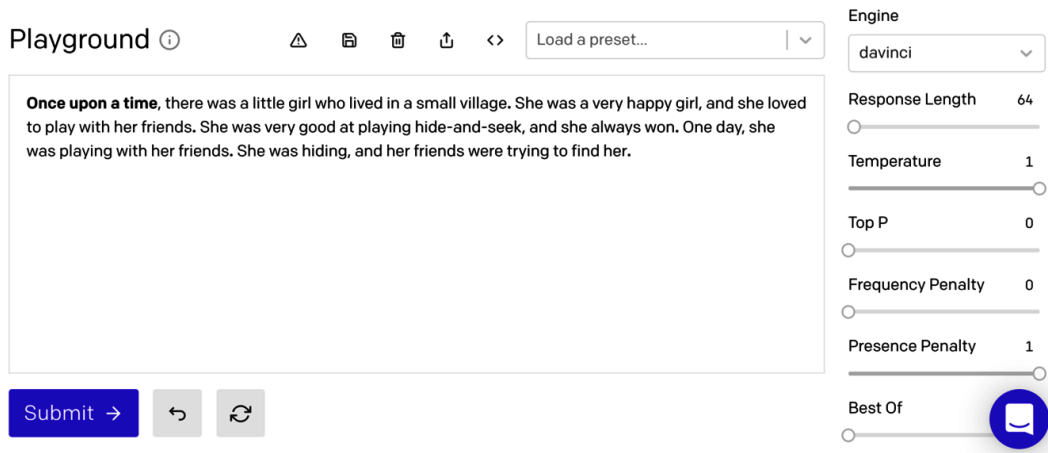 Playground
Load a preset...
Once upon a time, there was a little girl who lived in a small village. She was a very happy girl, and she loved
to play with her friends. She was very good at playing hide-and-seek, and she always won. One day, she
was playing with her friends. She was hiding, and her friends were trying to find her.
Submit
Engine
davinci
Response Length 64
Temperature 1
Top P 0
Frequency Penalty 0
Presence Penalty 1
Best Of